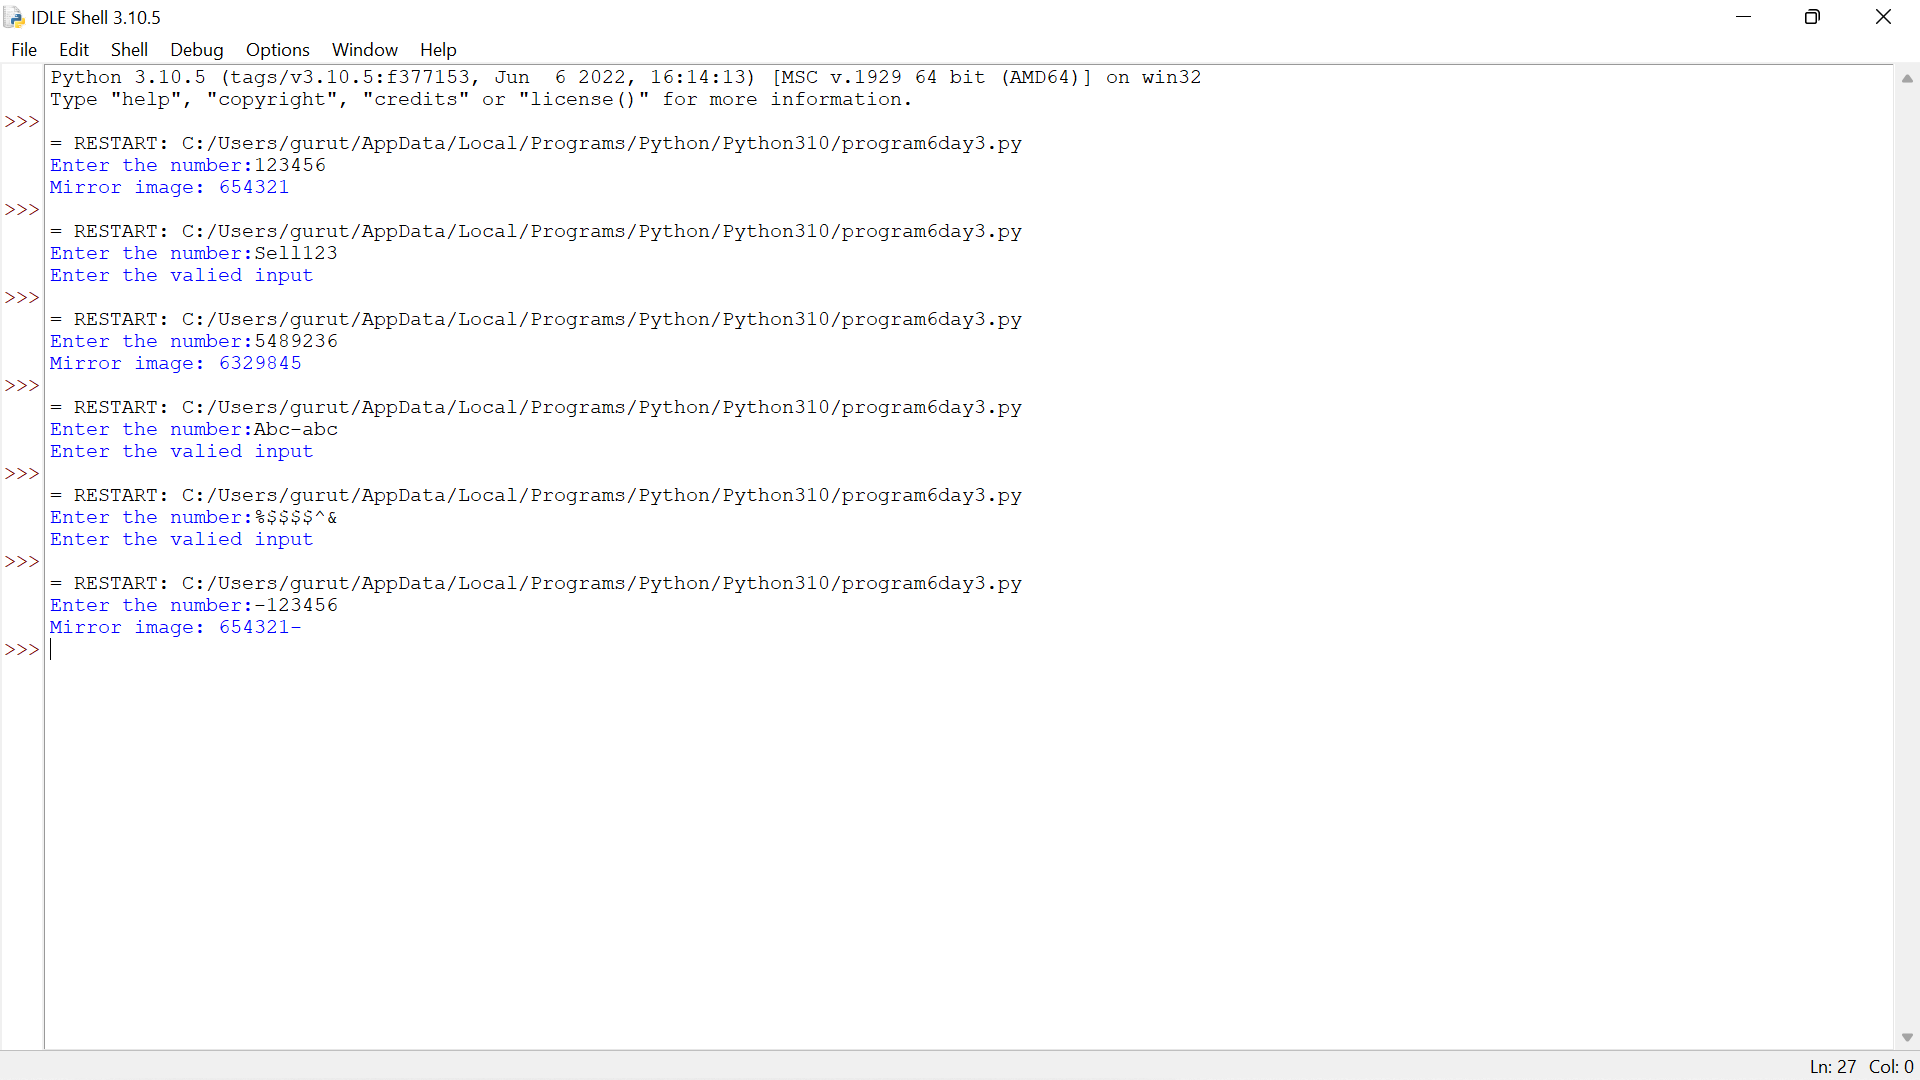 IDLE Shell 3.10.5
File Edit Shell Debug Options Window Help
Python 3.10.5 (tags/v3.10.5:f377153, Jun  6 2022, 16:14:13) [MSC v.1929 64 bit (AMD64)] on win32
Type "help", "copyright", "credits" or "license()" for more information.
>>>
= RESTART: C:/Users/gurut/AppData/Local/Programs/Python/Python310/program6day3.py
Enter the number:123456
Mirror image: 654321
>>>
= RESTART: C:/Users/gurut/AppData/Local/Programs/Python/Python310/program6day3.py
Enter the number:Sell123
Enter the valied input
>>>
= RESTART: C:/Users/gurut/AppData/Local/Programs/Python/Python310/program6day3.py
Enter the number:5489236
Mirror image: 6329845
>>>
= RESTART: C:/Users/gurut/AppData/Local/Programs/Python/Python310/program6day3.py
Enter the number:Abc-abc
Enter the valied input
>>>
= RESTART: C:/Users/gurut/AppData/Local/Programs/Python/Python310/program6day3.py
Enter the number:%$$$$^&
Enter the valied input
>>>
= RESTART: C:/Users/gurut/AppData/Local/Programs/Python/Python310/program6day3.py
Enter the number:-123456
Mirror image: 654321-
>>>
Ln: 27 Col: 0